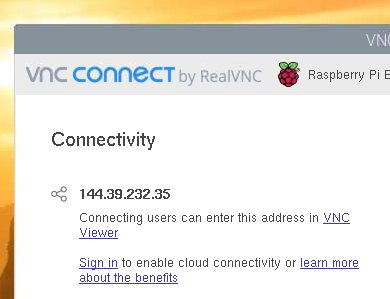 VNC
vnc connect by RealVNC Raspberry Pi E
Connectivity
144.39.232.35
Connecting users can enter this address in VNC
Viewer
Sign in to enable cloud connectivity or learn more
about the benefits